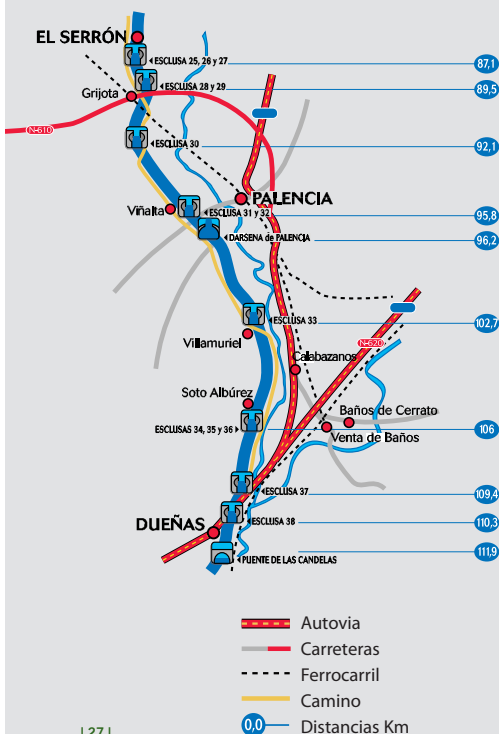 EL SERRÓN
ESCLUSA 25, 26 y 27
87,1
ESCLUSA 28 y 29
89,5
Grijota
N-610
ESCLUSA 30
92,1
PALENCIA
Viñalta
ESCLUSA 31 y 32
95,8
DARSENA de PALENCIA
96,2
ESCLUSA 33
102,7
Villamuriel
N-620
Calabazanos
Soto Albúrez
Baños de Cerrato
ESCLUSAS 34, 35 y 36
106
Venta de Baños
ESCLUSA 37
109,4
DUEÑAS
ESCLUSA 38
110,3
PUENTE DE LAS CANDELAS
111,9
Autovia
Carreteras
Ferrocarril
Camino
0,0 Distancias Km
| 27 |